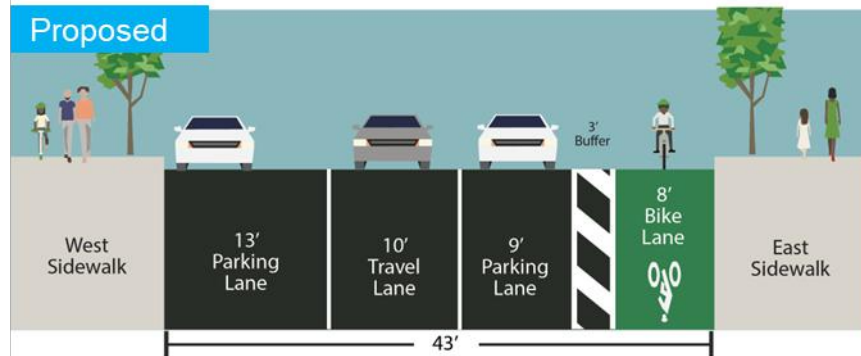 Proposed
3’
Buffer
West
Sidewalk
13’
Parking
Lane
10’
Travel
Lane
9’
Parking
Lane
8’
Bike
Lane
East
Sidewalk
43’